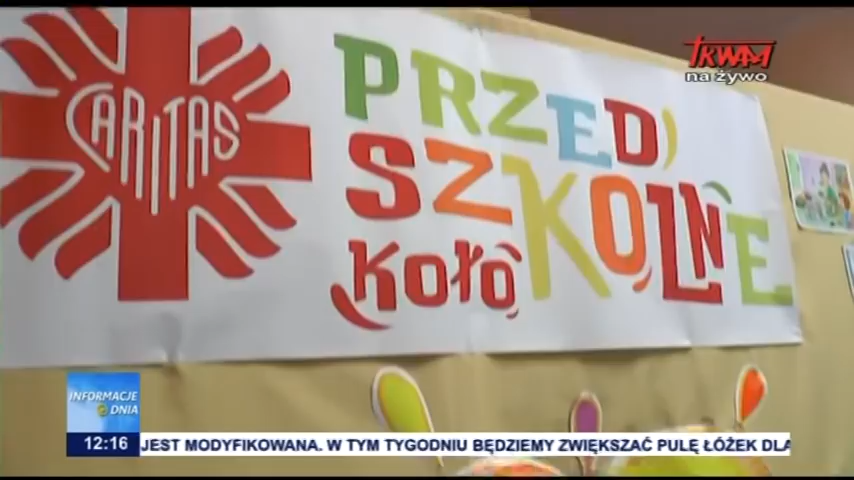 TRWAM
na żywo
CARITAS
PRZED
SZKOLNE
KOŁO
INFORMACJE
DNIA
12:16
JEST MODYFIKOWANA. W TYM TYGODNIU BĘDZIEMY ZWIĘKSZAĆ PULĘ ŁÓŻEK DLA